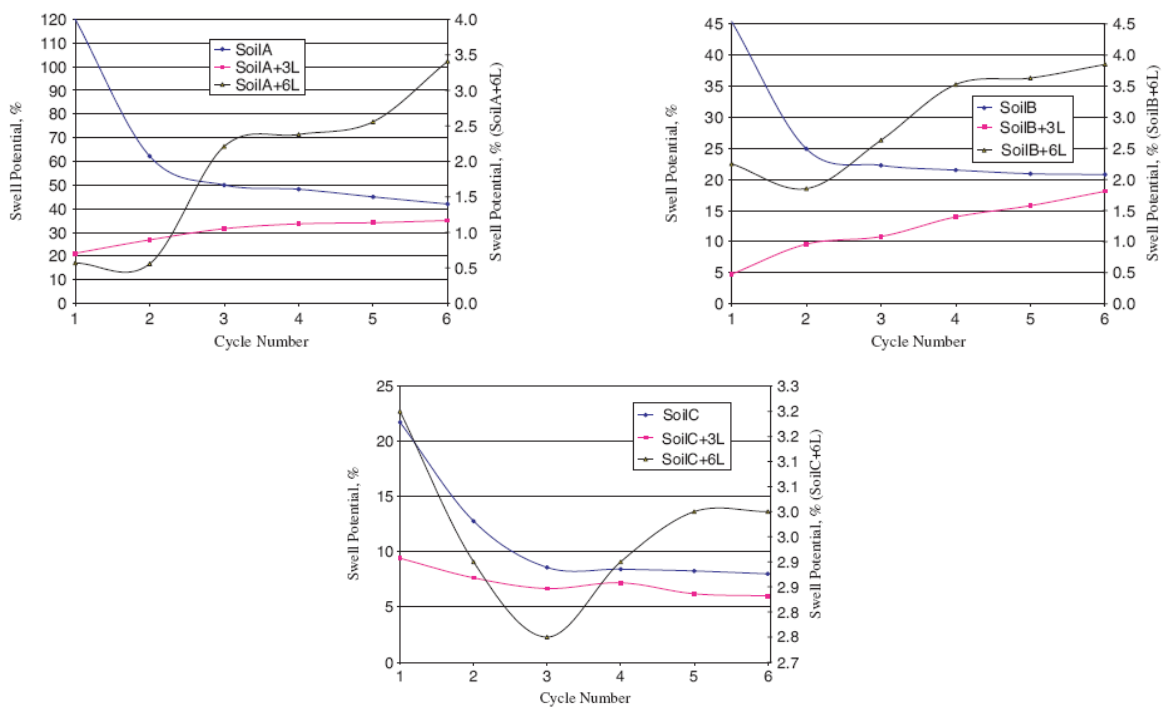 120
110
100
90
80
70
60
50
40
30
20
10
0
Swell Potential, %
SoilA
SoilA+3L
SoilA+6L
4.0
3.5
3.0
2.5
2.0
1.5
1.0
0.5
0.0
Swell Potential, % (SoilA+6L)
1 2 3 4 5 6
Cycle Number
45
40
35
30
25
20
15
10
5
0
Swell Potential, %
SoilB
SoilB+3L
SoilB+6L
4.5
4.0
3.5
3.0
2.5
2.0
1.5
1.0
0.5
0.0
Swell Potential, % (SoilB+6L)
1 2 3 4 5 6
Cycle Number
25
20
15
10
5
0
Swell Potential, %
SoilC
SoilC+3L
SoilC+6L
3.3
3.2
3.2
3.1
3.1
3.0
3.0
2.9
2.9
2.8
2.8
2.7
Swell Potential, % (SoilC+6L)
1 2 3 4 5 6
Cycle Number